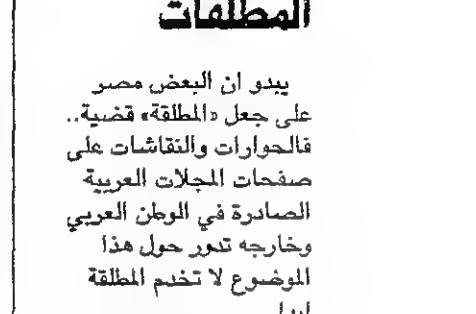 المطلقات
يبدو ان البعض مصر
على جعل «المطلقة» قضية..
فالحوارات والنقاشات على
صفحات المجلات العربية
الصادرة في الوطن العربي
وخارجه تدور حول هذا
الموضوع لا تخدم المطلقة